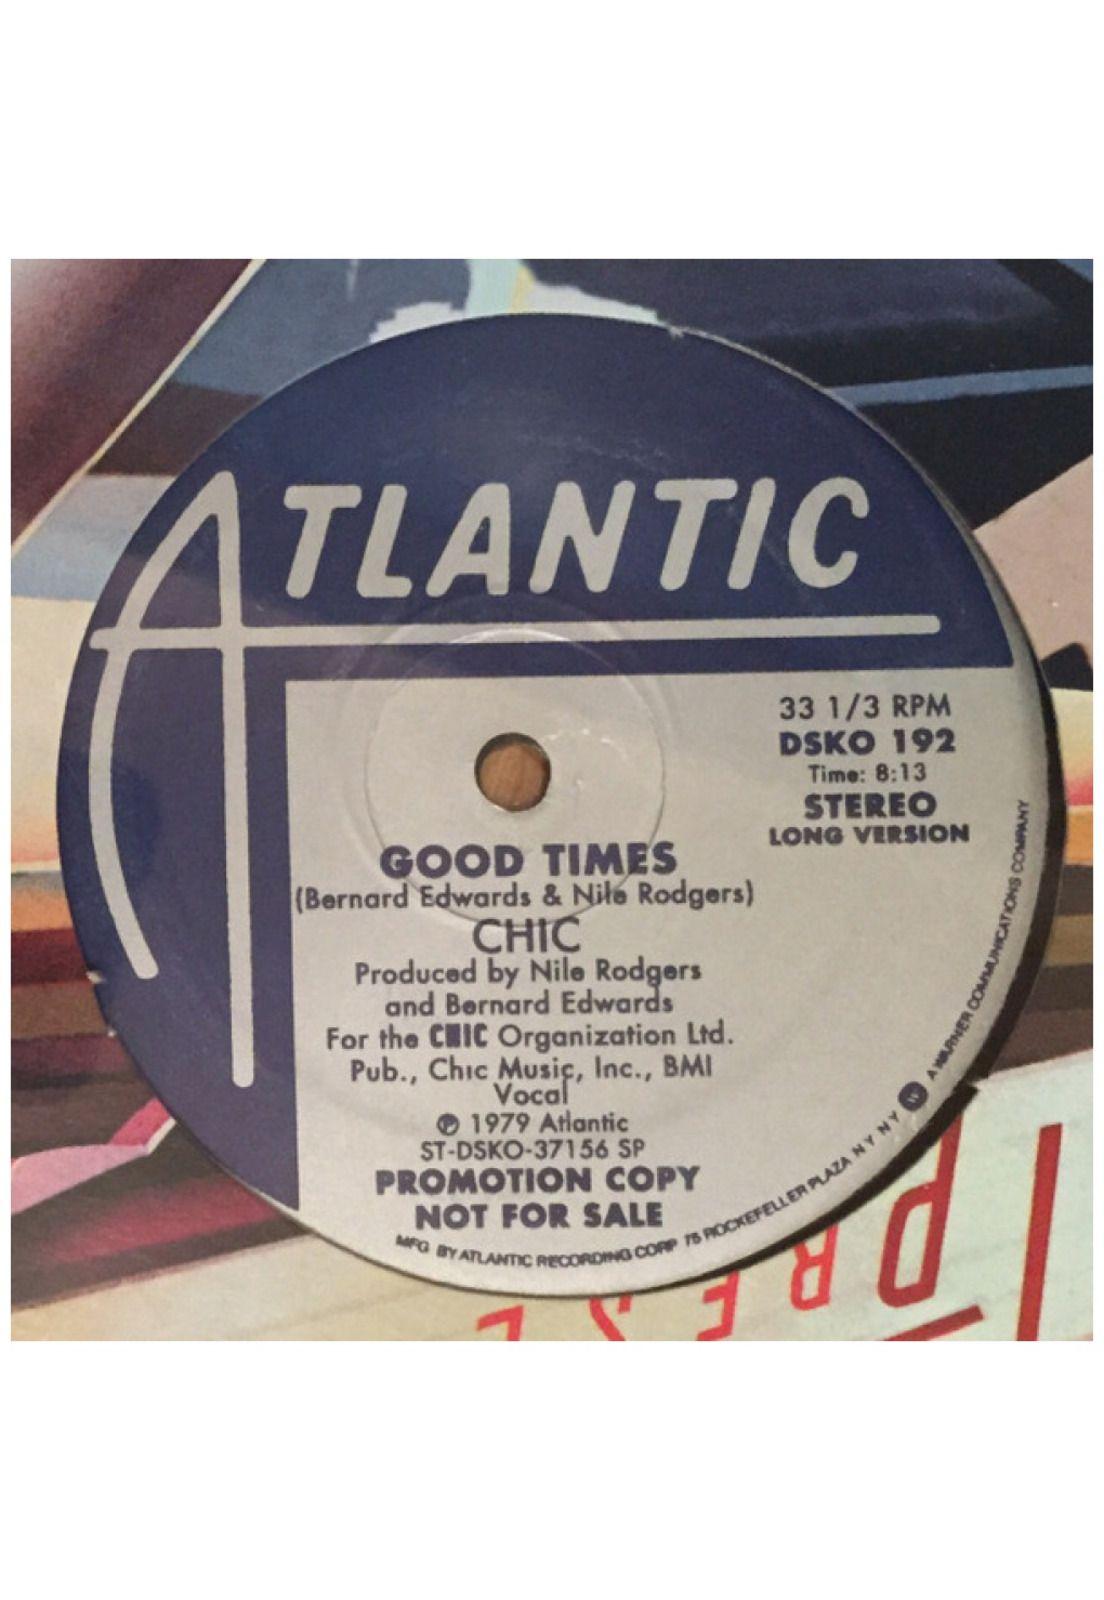 ATLANTIC
33 1/3 RPM
DSKO 192
Time: 8:13
STEREO
LONG VERSION
GOOD TIMES
(Bernard Edwards & Nile Rodgers)
CHIC
Produced by Nile Rodgers
and Bernard Edwards
For the CHIC Organization Ltd.
Pub., Chic Music, Inc., BMI
Vocal
℗ 1979 Atlantic
ST-DSKO-37156 SP
PROMOTION COPY
NOT FOR SALE
MFG BY ATLANTIC RECORDING CORP 75 ROCKEFELLER PLAZA N Y N Y W A WARNER COMMUNICATIONS COMPANY